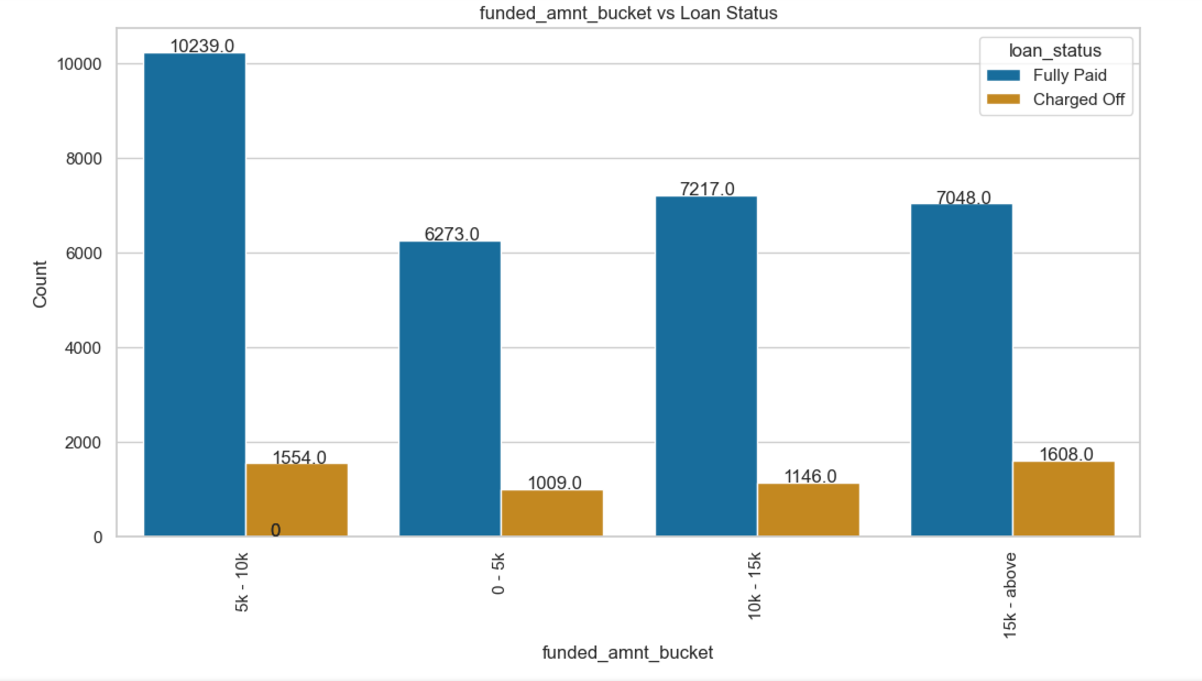 funded_amnt_bucket vs Loan Status
loan_status
Fully Paid
Charged Off
Count
10000
8000
6000
4000
2000
0
10239.0
1554.0
0
6273.0
1009.0
7217.0
1146.0
7048.0
1608.0
5k - 10k
0 - 5k
10k - 15k
15k - above
funded_amnt_bucket